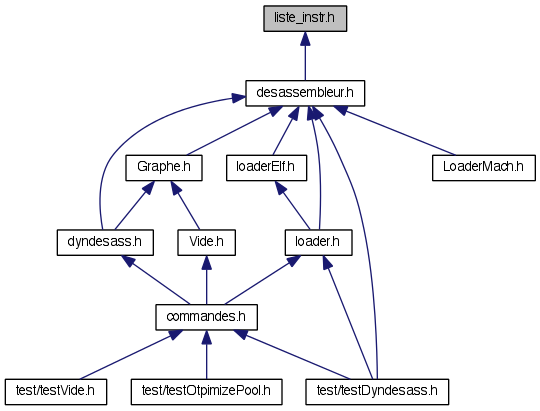 liste_instr.h
desassembleur.h
Graphe.h
loaderElf.h
LoaderMach.h
dyndesass.h
Vide.h
loader.h
commandes.h
test/testVide.h
test/testOtpimizePool.h
test/testDyndesass.h